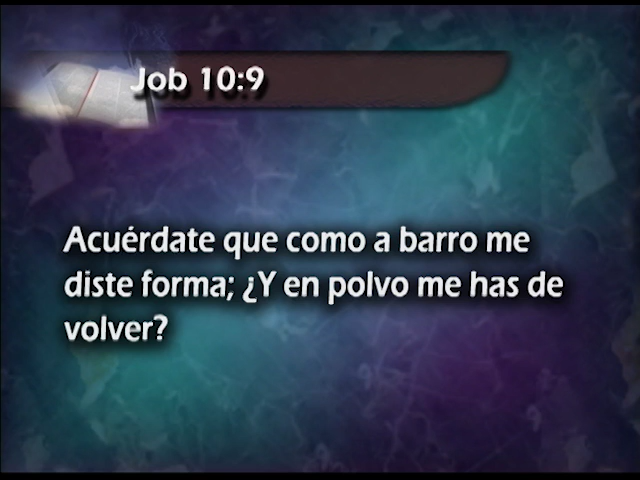 Job 10:9
Acuérdate que como a barro me
diste forma; ¿Y en polvo me has de
volver?